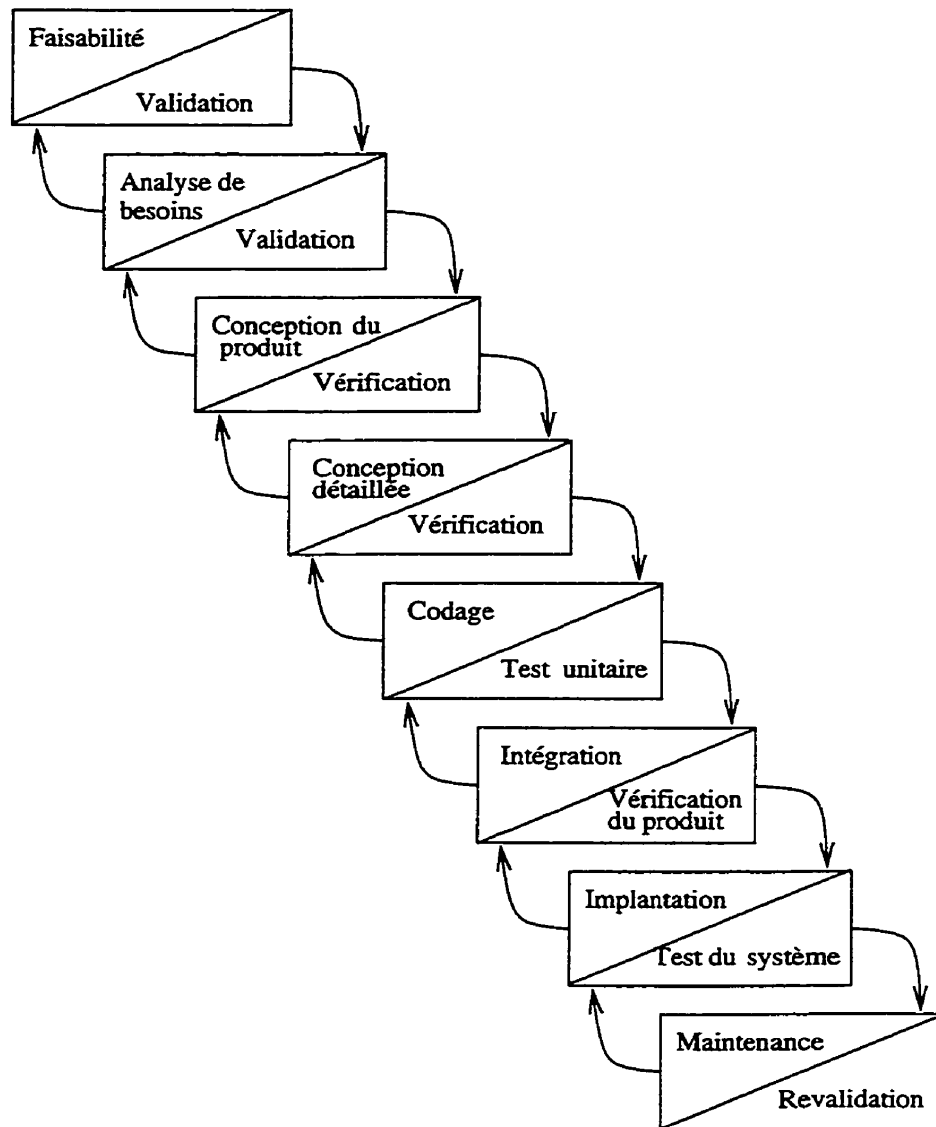 Faisabilité
Validation
Analyse de
besoins
Validation
Conception du
produit
Vérification
Conception
détaillée
Vérification
Codage
Test unitaire
Intégration
Vérification
du produit
Implantation
Test du système
Maintenance
Revalidation